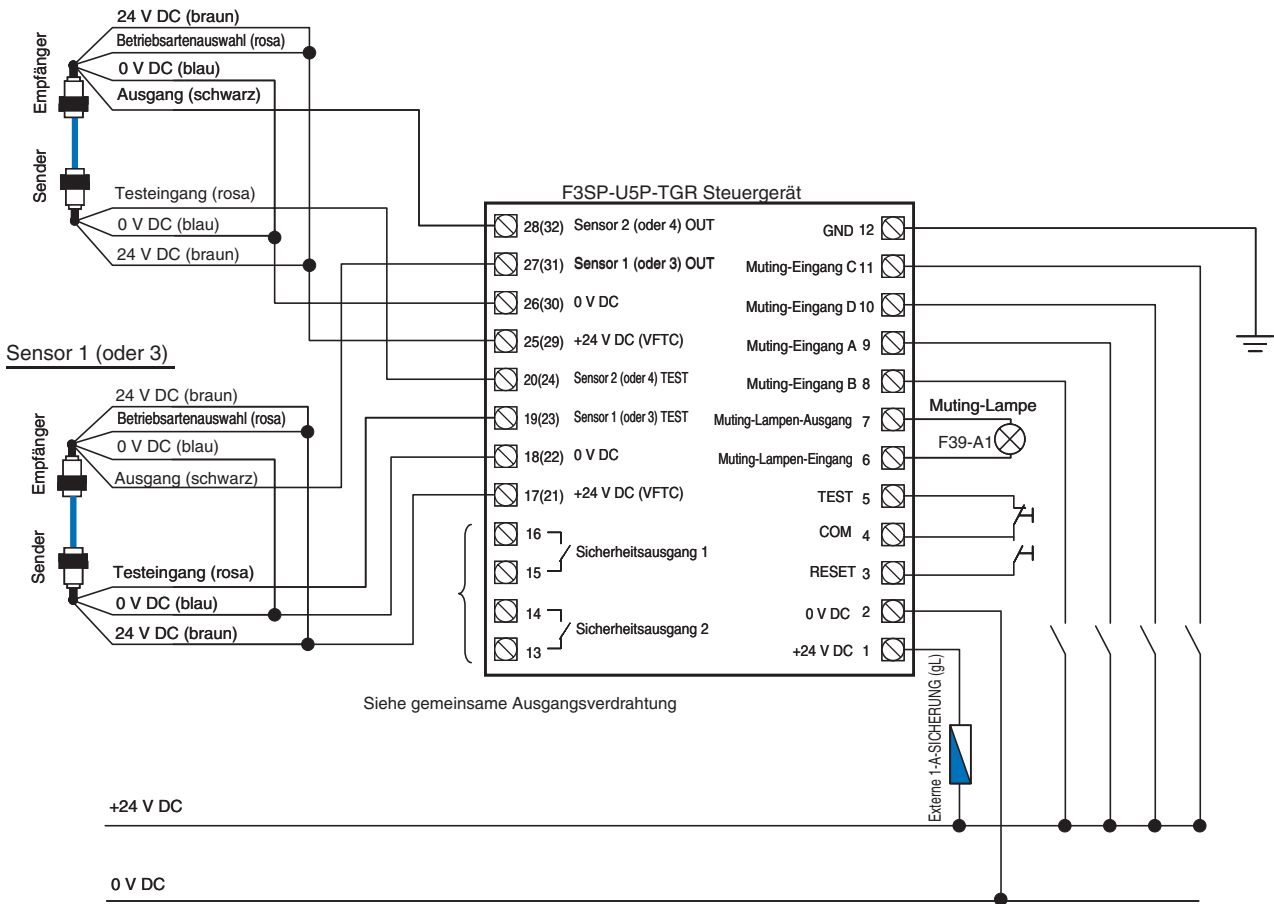 24 V DC (braun)
Betriebsartenauswahl (rosa)
0 V DC (blau)
Ausgang (schwarz)
Empfänger
Sender
Testeingang (rosa)
0 V DC (blau)
24 V DC (braun)
Sensor 1 (oder 3)
24 V DC (braun)
Betriebsartenauswahl (rosa)
0 V DC (blau)
Ausgang (schwarz)
Empfänger
Sender
Testeingang (rosa)
0 V DC (blau)
24 V DC (braun)
F3SP-U5P-TGR Steuergerät
28(32) Sensor 2 (oder 4) OUT
27(31) Sensor 1 (oder 3) OUT
26(30) 0 V DC
25(29) +24 V DC (VFTC)
20(24) Sensor 2 (oder 4) TEST
19(23) Sensor 1 (oder 3) TEST
18(22) 0 V DC
17(21) +24 V DC (VFTC)
16
Sicherheitsausgang 1
15
14
Sicherheitsausgang 2
13
GND 12
Muting-Eingang C 11
Muting-Eingang D 10
Muting-Eingang A 9
Muting-Eingang B 8
Muting-Lampen-Ausgang 7
Muting-Lampen-Eingang 6
TEST 5
COM 4
RESET 3
0 V DC 2
+24 V DC 1
Muting-Lampe
F39-A1
Siehe gemeinsame Ausgangsverdrahtung
Externe 1-A-SICHERUNG (gL)
+24 V DC
0 V DC